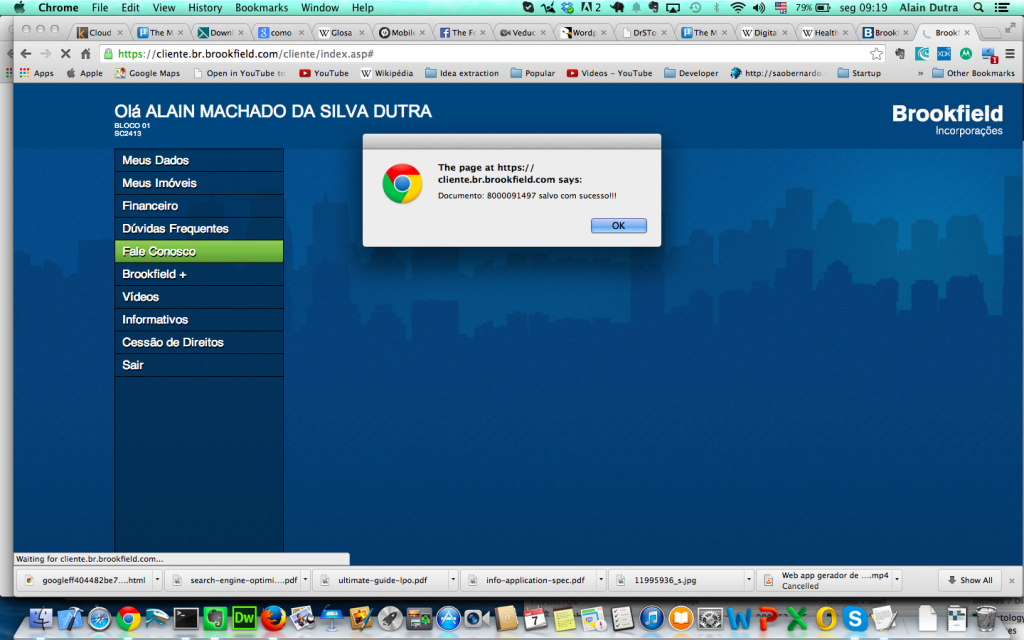 Chrome File Edit View History Bookmarks Window Help 2 79% seg 09:19 Alain Dutra
Cloud The M Downl como Glosa Mobil The F Veduc Wordp DrSTo The M Digita Health Brook Brookf
https://cliente.br.brookfield.com/cliente/index.asp#
Apps Apple Google Maps Open in YouTube to YouTube Wikipédia Idea extraction Popular Videos - YouTube Developer http://saobernardo. Startup » Other Bookmarks
Olá ALAIN MACHADO DA SILVA DUTRA
BLOCO 01
SC2413
Brookfield
Incorporações
Meus Dados
Meus Imóveis
Financeiro
Dúvidas Frequentes
Fale Conosco
Brookfield +
Vídeos
Informativos
Cessão de Direitos
Sair
The page at https://
cliente.br.brookfield.com says:
Documento: 8000091497 salvo com sucesso!!!
OK
Waiting for cliente.br.brookfield.com...
googleff404482be7....html search-engine-optimi....pdf ultimate-guide-lpo.pdf info-application-spec.pdf 11995936_s.jpg Web app gerador de ....mp4
Cancelled
Show All
Dw 7 W P X O S